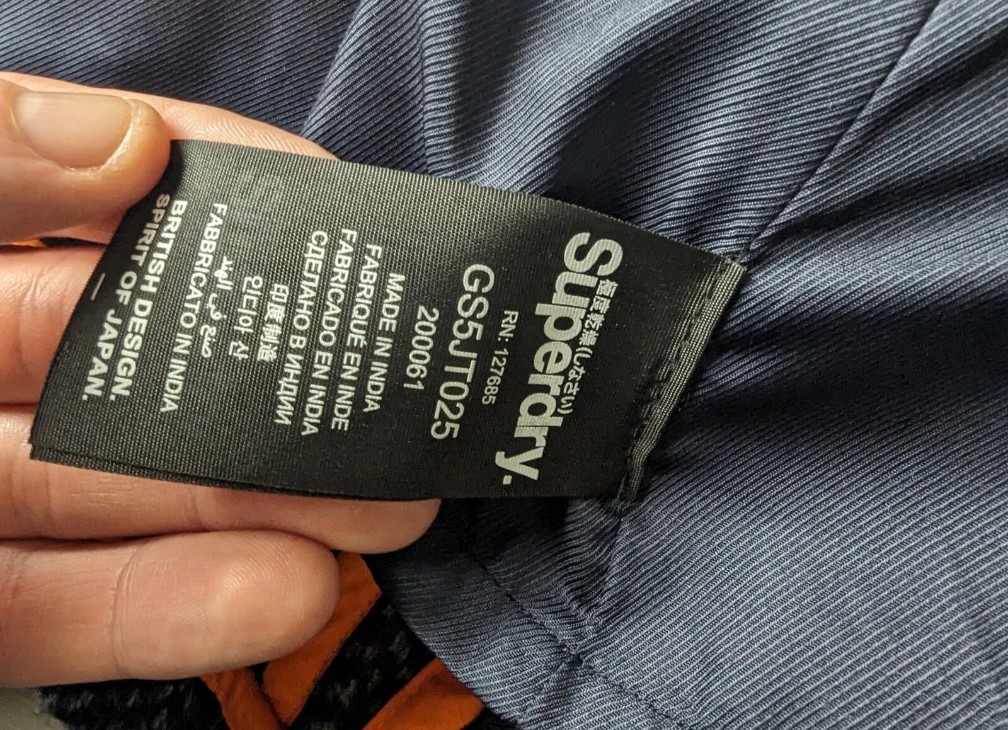 Superdry.
極度乾燥(しなさい)
RN: 127685
GS5JT025
200061
MADE IN INDIA
FABRIQUÉ EN INDE
FABRICADO EN INDIA
СДЕЛАНО В ИНДИИ
印度制造
인디아 산
صنع في الهند
FABBRICATO IN INDIA
BRITISH DESIGN.
SPIRIT OF JAPAN.